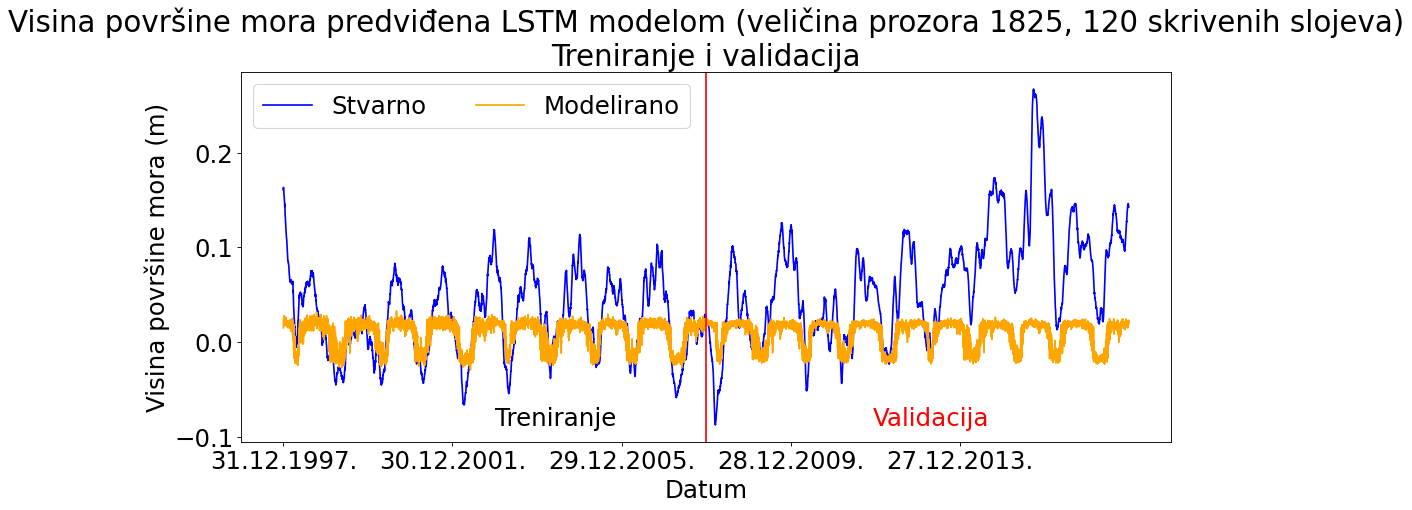 Visina površine mora predviđena LSTM modelom (veličina prozora 1825, 120 skrivenih slojeva)
Treniranje i validacija
Stvarno
Modelirano
Visina površine mora (m)
0.2
0.1
0.0
−0.1
Treniranje
Validacija
31.12.1997.
30.12.2001.
29.12.2005.
28.12.2009.
27.12.2013.
Datum